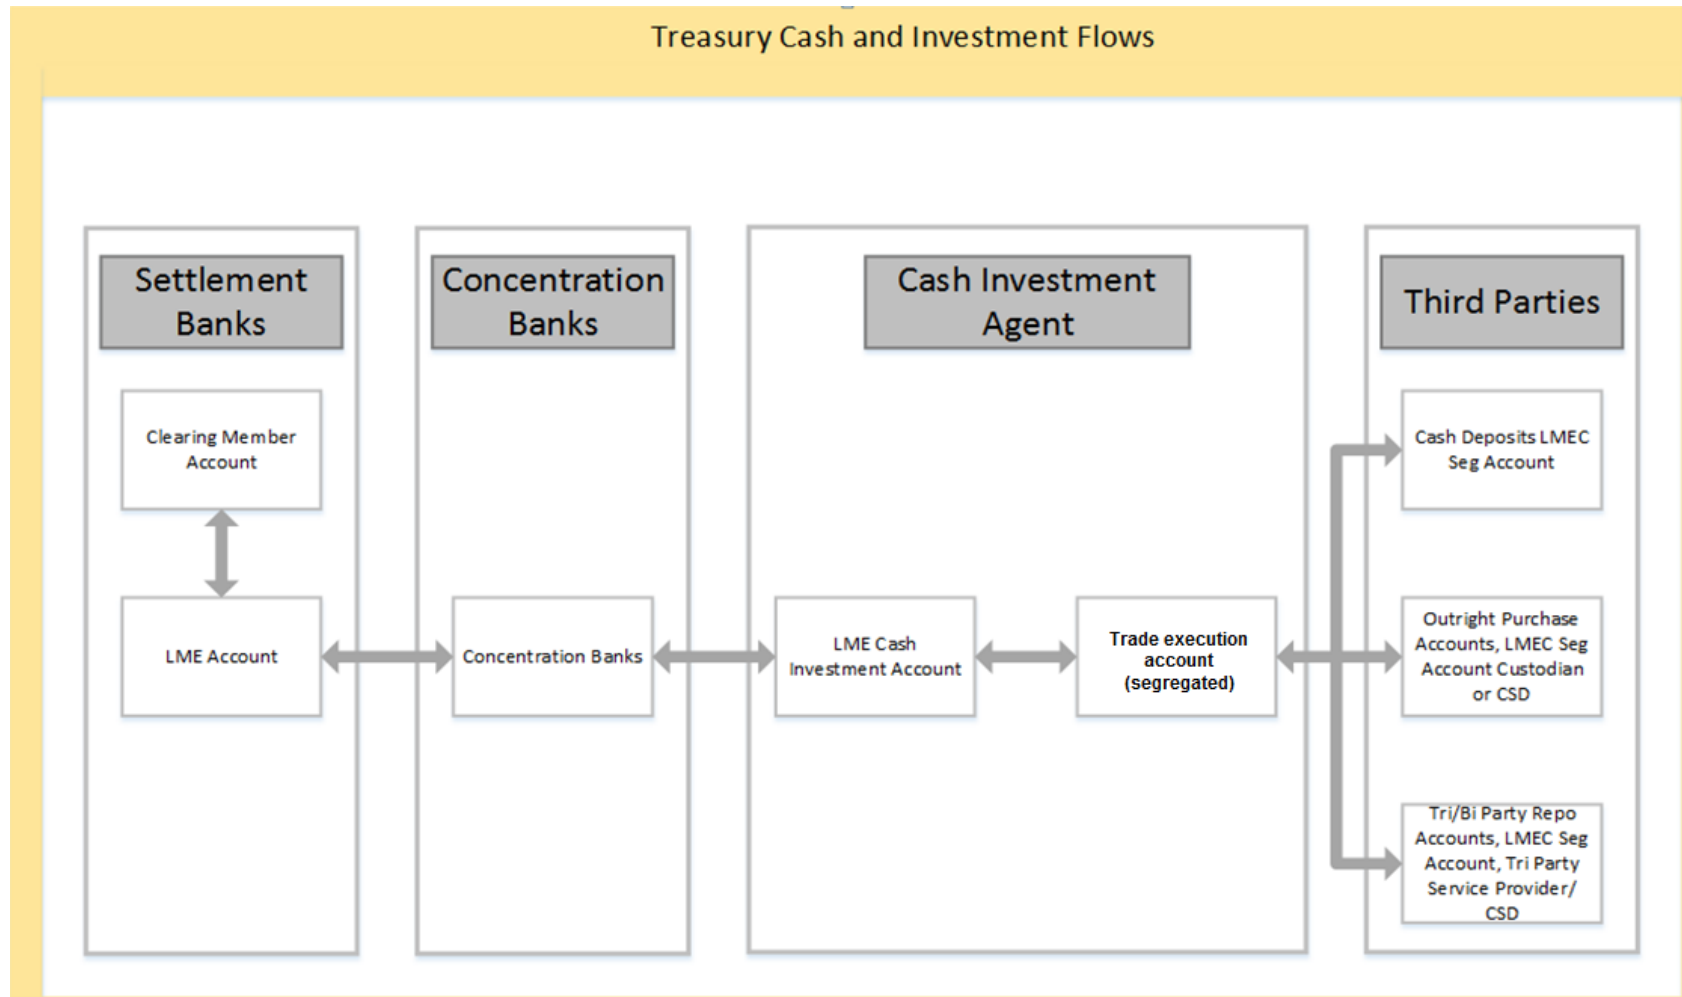 Treasury Cash and Investment Flows
Settlement
Banks
Concentration
Banks
Cash Investment
Agent
Third Parties
Clearing Member
Account
Cash Deposits LMEC
Seg Account
LME Account
Concentration Banks
LME Cash
Investment Account
Trade execution
account
(segregated)
Outright Purchase
Accounts, LMEC Seg
Account Custodian
or CSD
Tri/Bi Party Repo
Accounts, LMEC Seg
Account, Tri Party
Service Provider/
CSD